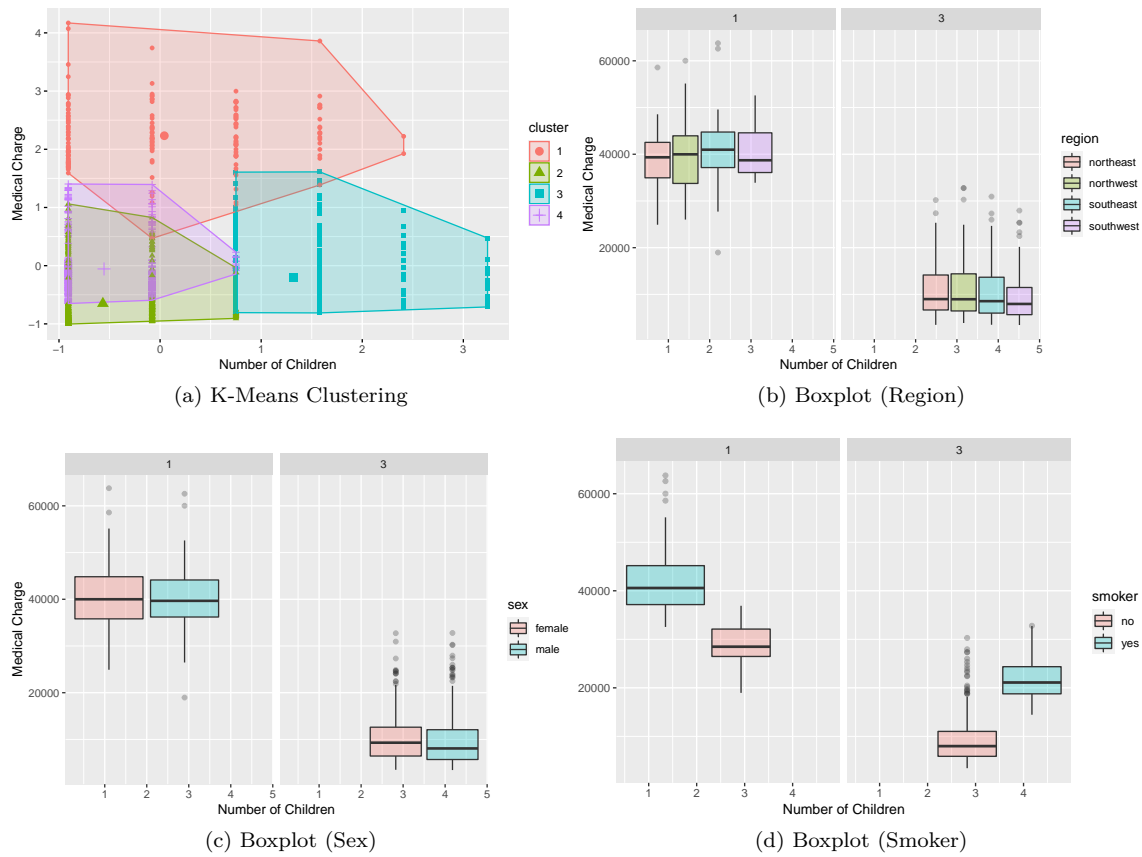 4
3
2
1
0
−1
Medical Charge
−1 0 1 2 3
Number of Children
cluster
1
2
3
4
(a) K-Means Clustering
1 3
60000
40000
20000
Medical Charge
1 2 3 4 5 1 2 3 4 5
Number of Children
region
northeast
northwest
southeast
southwest
(b) Boxplot (Region)
1 3
60000
40000
20000
Medical Charge
1 2 3 4 5 1 2 3 4 5
Number of Children
sex
female
male
(c) Boxplot (Sex)
1 3
60000
40000
20000
Medical Charge
1 2 3 4 1 2 3 4
Number of Children
smoker
no
yes
(d) Boxplot (Smoker)